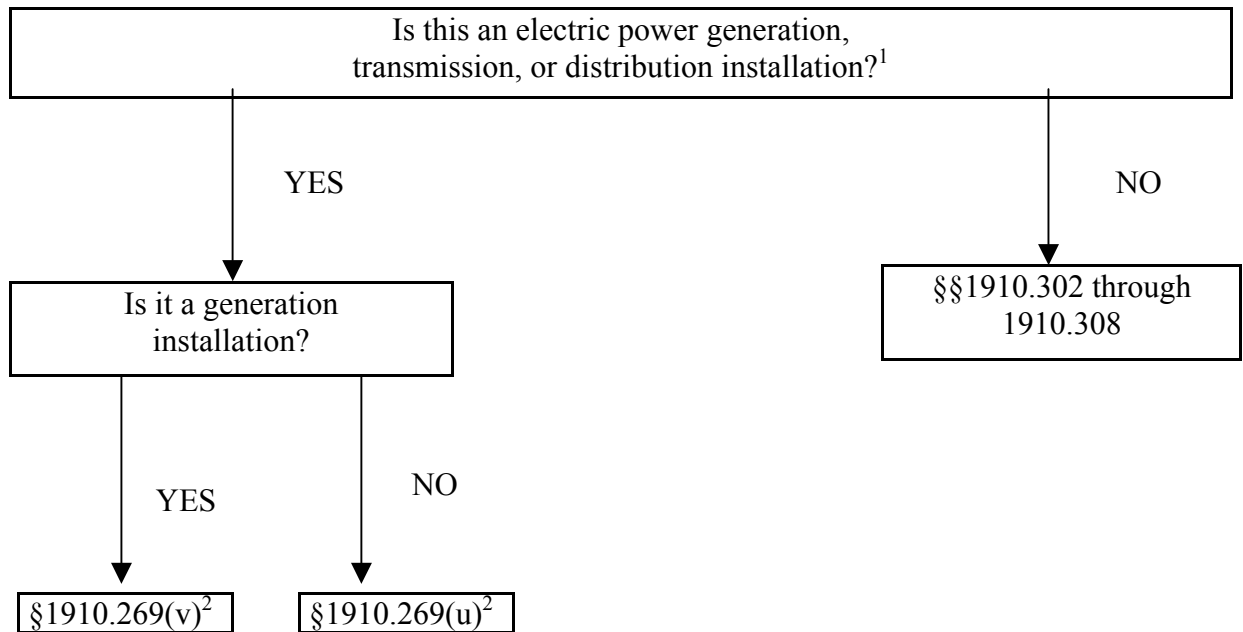 Is this an electric power generation,
transmission, or distribution installation?¹
YES
NO
Is it a generation
installation?
§§1910.302 through
1910.308
YES
NO
§1910.269(v)²
§1910.269(u)²